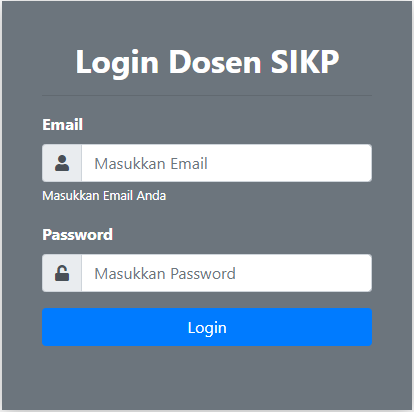 Login Dosen SIKP
Email
Masukkan Email
Masukkan Email Anda
Password
Masukkan Password
Login